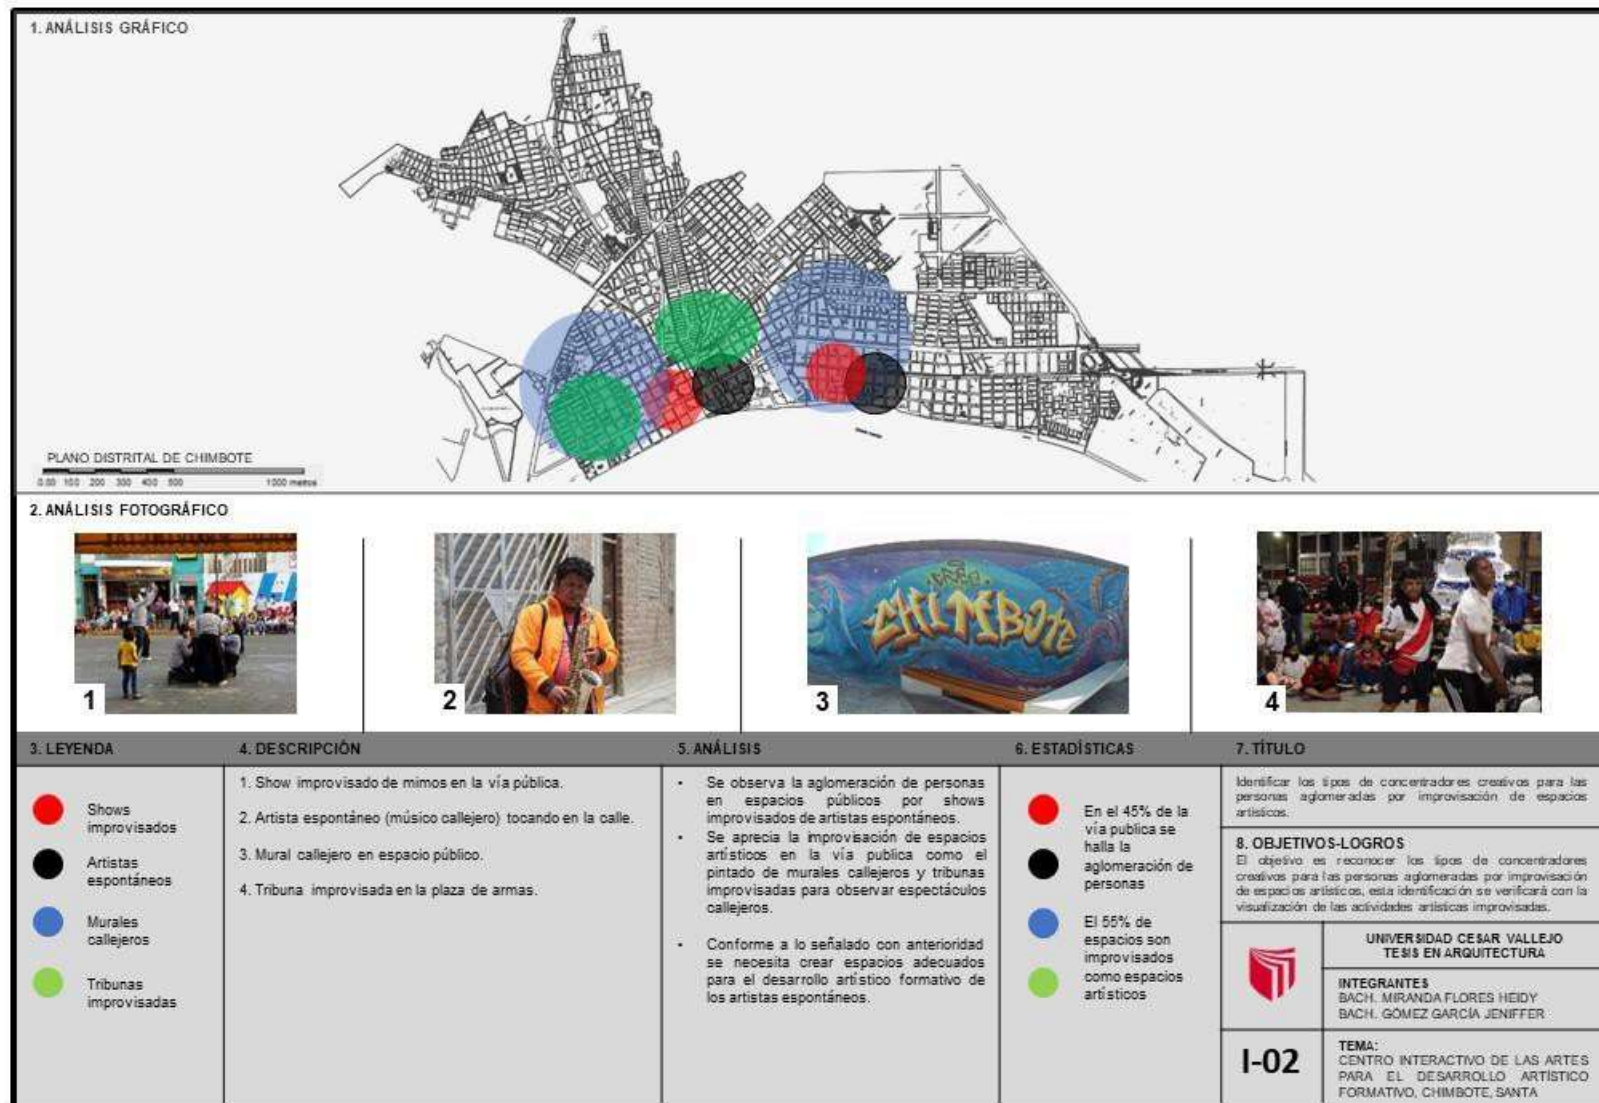 1. ANÁLISIS GRÁFICO
PLANO DISTRITAL DE CHIMBOTE
0.00 100 200 300 400 500 1000 metros
2. ANÁLISIS FOTOGRÁFICO
CHIMBOTE
1
2
3
4
3. LEYENDA
Shows
improvisados
Artistas
espontáneos
Murales
callejeros
Tribunas
improvisadas
4. DESCRIPCIÓN
1. Show improvisado de mimos en la vía pública.
2. Artista espontáneo (músico callejero) tocando en la calle.
3. Mural callejero en espacio público.
4. Tribuna improvisada en la plaza de armas.
5. ANÁLISIS
• Se observa la aglomeración de personas
en espacios públicos por shows
improvisados de artistas espontáneos.
• Se aprecia la improvisación de espacios
artísticos en la vía publica como el
pintado de murales callejeros y tribunas
improvisadas para observar espectáculos
callejeros.
• Conforme a lo señalado con anterioridad
se necesita crear espacios adecuados
para el desarrollo artístico formativo de
los artistas espontáneos.
6. ESTADÍSTICAS
En el 45% de la
vía publica se
halla la
aglomeración de
personas
El 55% de
espacios son
improvisados
como espacios
artísticos
7. TÍTULO
Identificar los tipos de concentradores creativos para las
personas aglomeradas por improvisación de espacios
artísticos.
8. OBJETIVOS-LOGROS
El objetivo es reconocer los tipos de concentradores
creativos para las personas aglomeradas por improvisación
de espacios artísticos, esta identificación se verificará con la
visualización de las actividades artísticas improvisadas.
UNIVERSIDAD CESAR VALLEJO
TESIS EN ARQUITECTURA
INTEGRANTES
BACH. MIRANDA FLORES HEIDY
BACH. GÓMEZ GARCÍA JENIFFER
I-02
TEMA:
CENTRO INTERACTIVO DE LAS ARTES
PARA EL DESARROLLO ARTÍSTICO
FORMATIVO, CHIMBOTE, SANTA